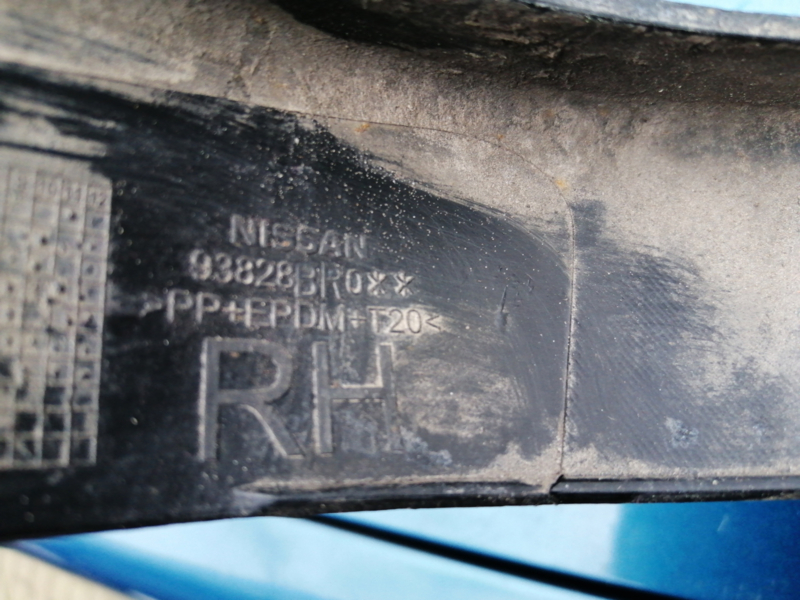 NISSAN
93828BR0**
>PP+EPDM+T20<
RH